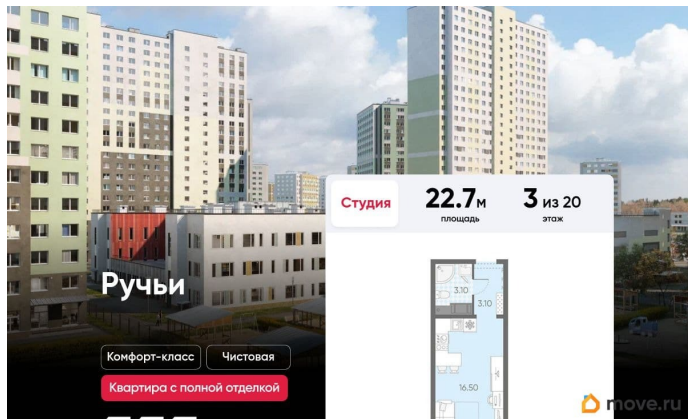 Студия
22.7м
площадь
3 из 20
этаж
Ручьи
3.10
3.10
16.50
Комфорт-класс
Чистовая
Квартира с полной отделкой
move.ru